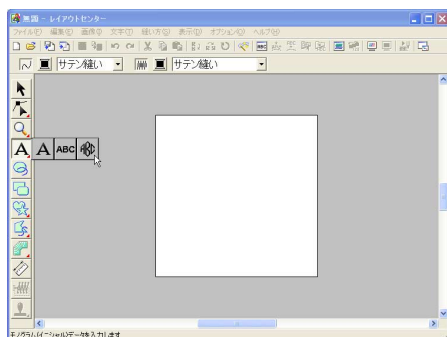 無題 - レイアウトセンター
ファイル(F) 編集(E) 画像(I) 文字(T) 縫い方(S) 表示(D) オプション(O) ヘルプ(H)
サテン縫い サテン縫い
A A ABC
モノグラム(イニシャル)データを入力します